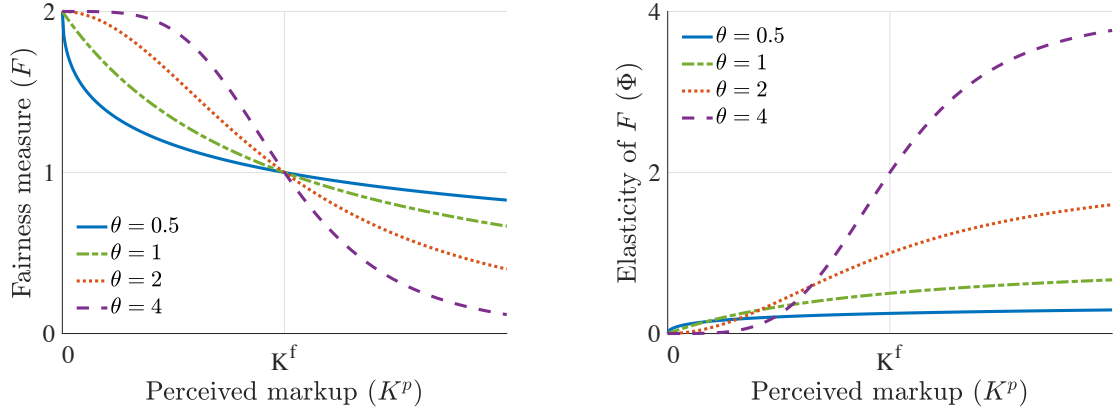 2
1
0
Fairness measure (F)
θ = 0.5
θ = 1
θ = 2
θ = 4
0
K^f
Perceived markup (K^p)
4
2
0
Elasticity of F (Φ)
θ = 0.5
θ = 1
θ = 2
θ = 4
0
K^f
Perceived markup (K^p)